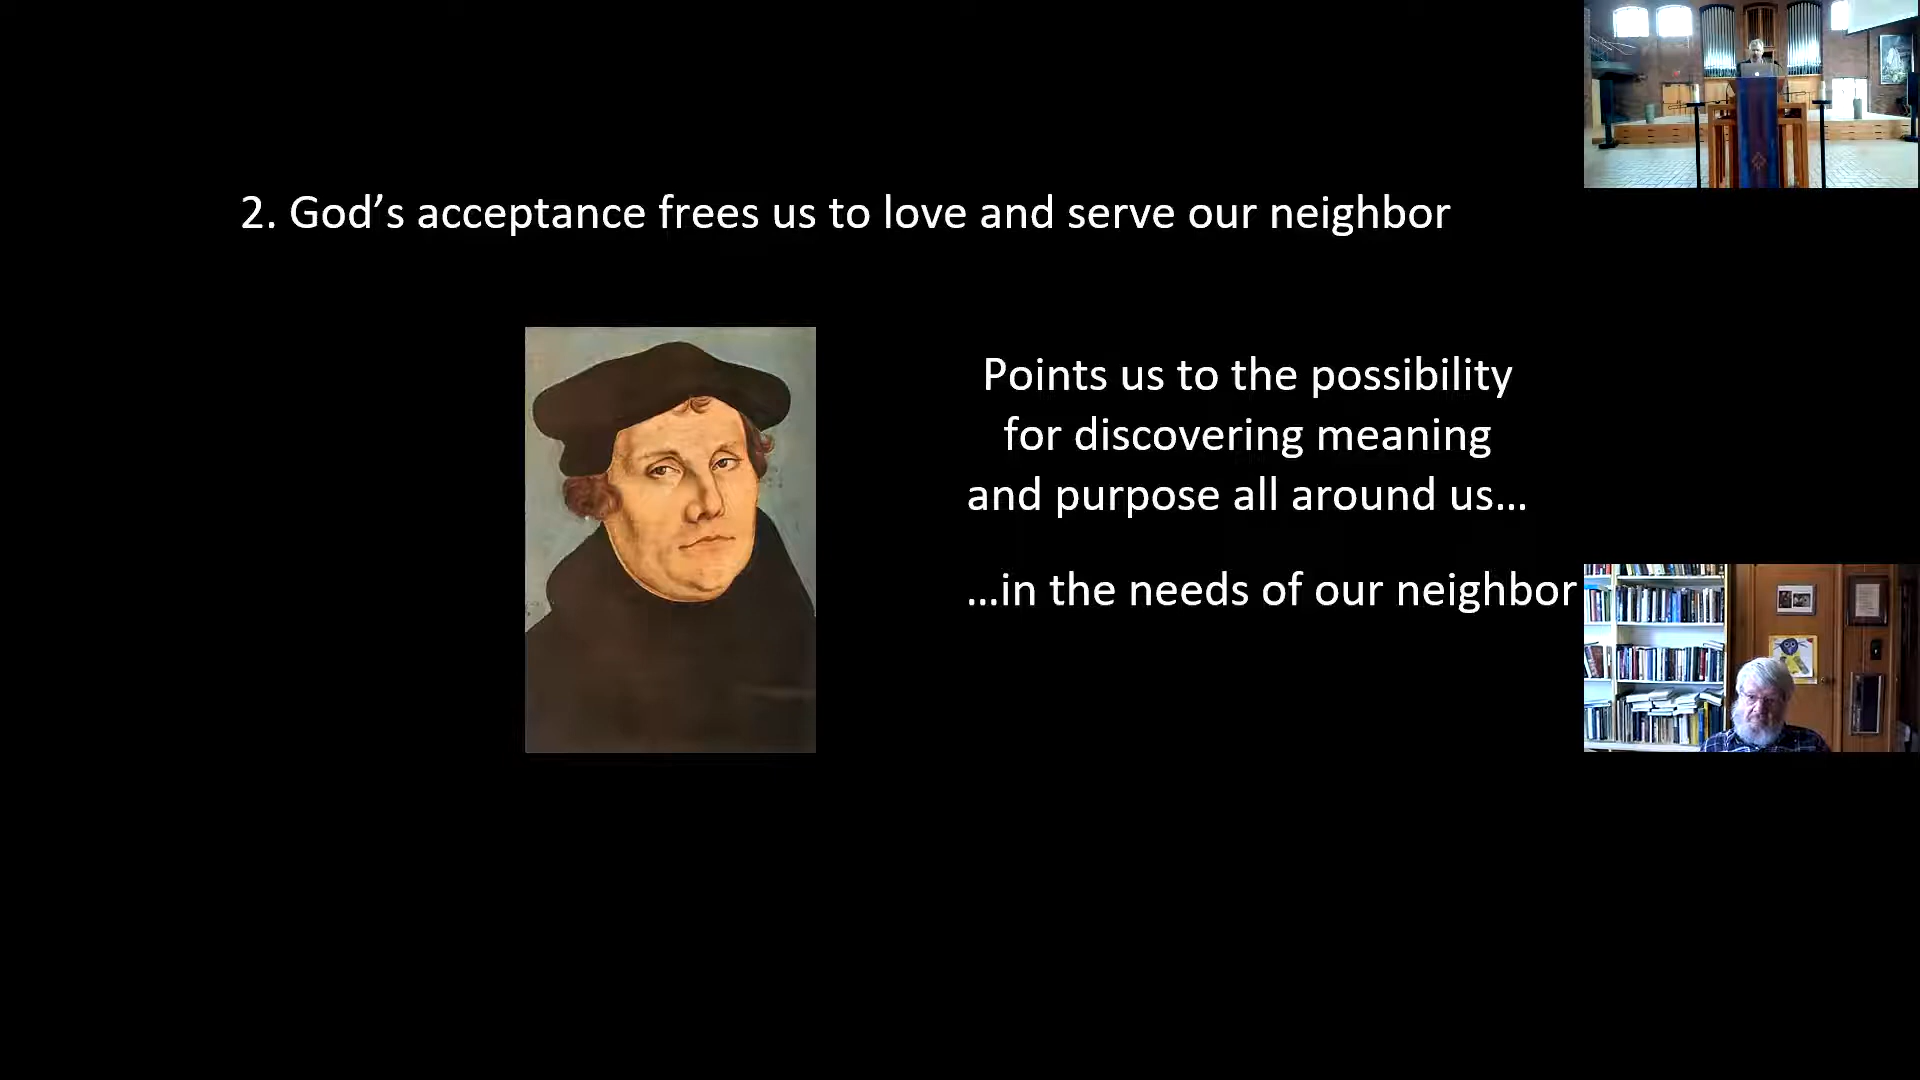 2. God’s acceptance frees us to love and serve our neighbor
Points us to the possibility
for discovering meaning
and purpose all around us…
…in the needs of our neighbor